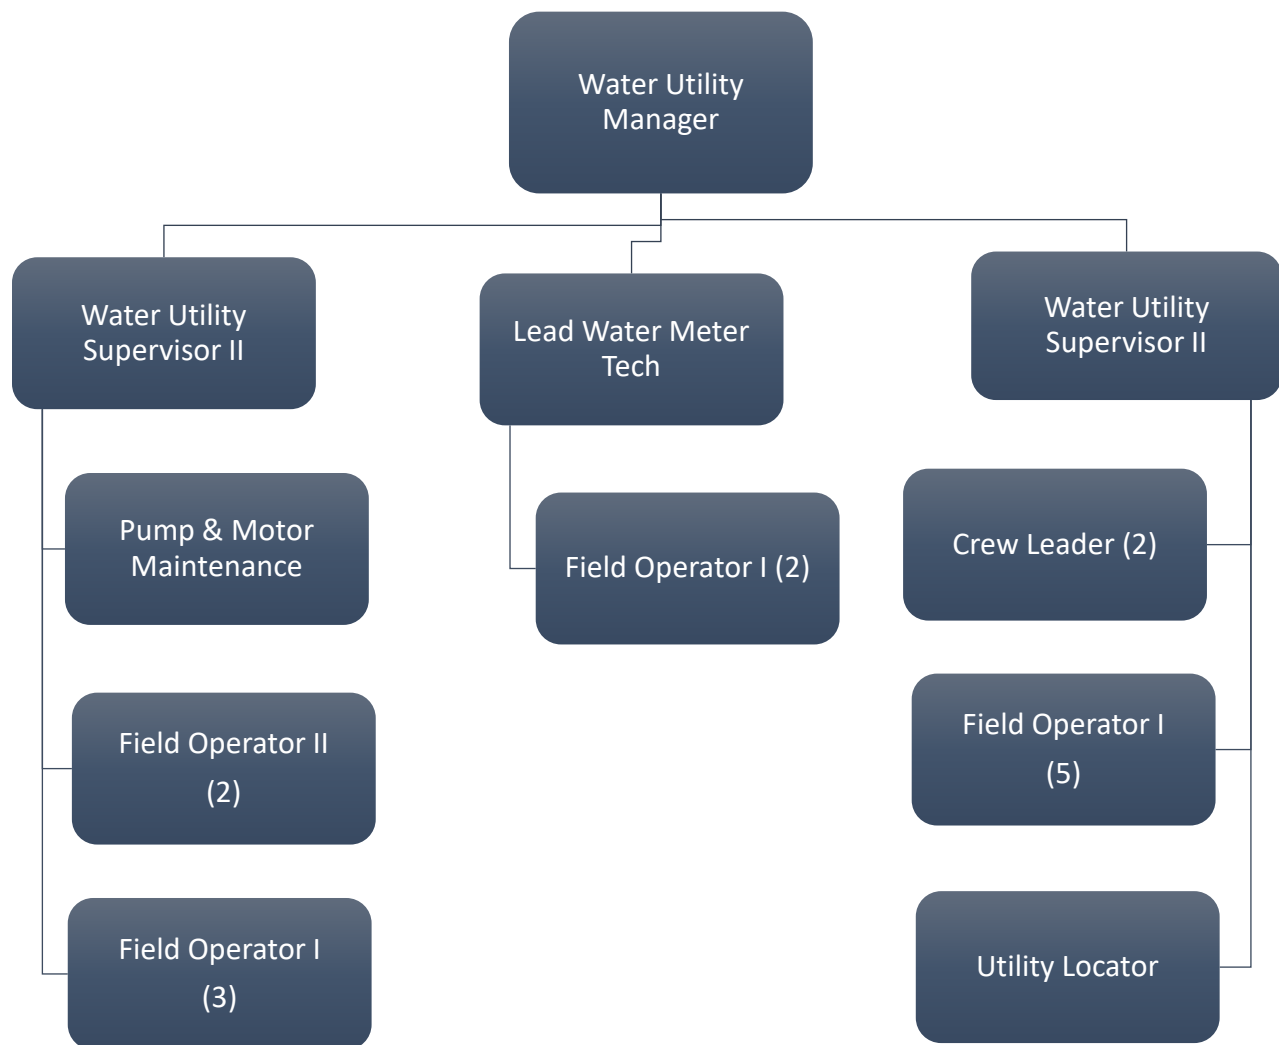 Water Utility
Manager
Water Utility
Supervisor II
Lead Water Meter
Tech
Water Utility
Supervisor II
Pump & Motor
Maintenance
Field Operator I (2)
Crew Leader (2)
Field Operator II
(2)
Field Operator I
(5)
Field Operator I
(3)
Utility Locator